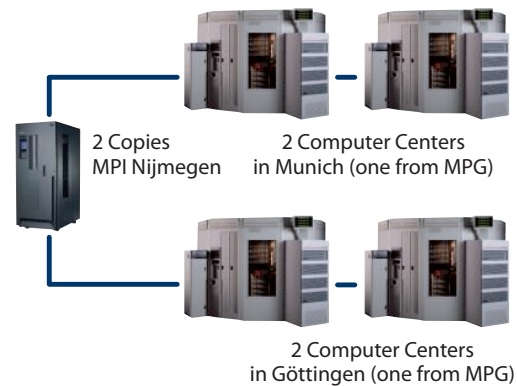 2 Copies
MPI Nijmegen
2 Computer Centers
in Munich (one from MPG)
2 Computer Centers
in Göttingen (one from MPG)